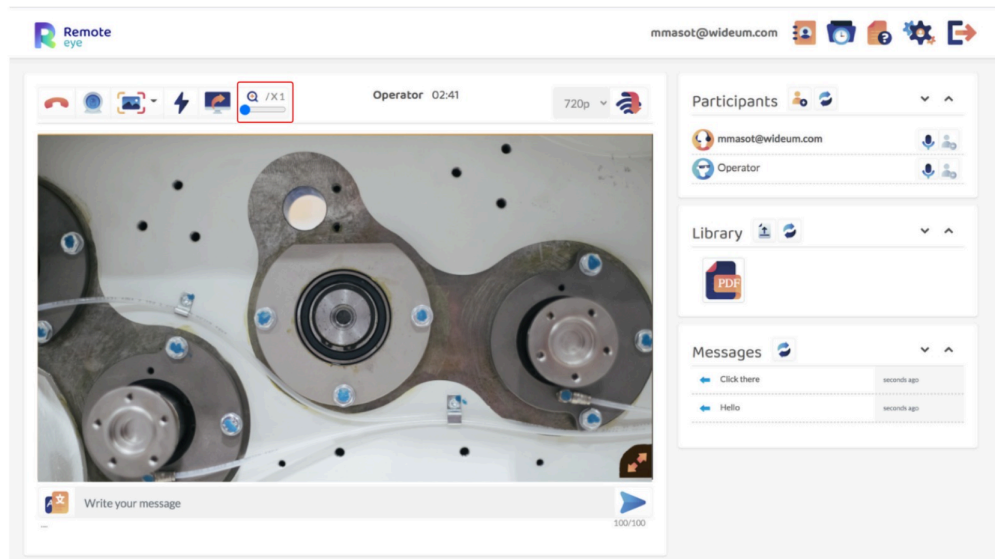 Remote
eye
mmasot@wideum.com
/X1
Operator 02:41
720p
Participants
mmasot@wideum.com
Operator
Library
PDF
Messages
Click there seconds ago
Hello seconds ago
A 文
Write your message
100/100
...